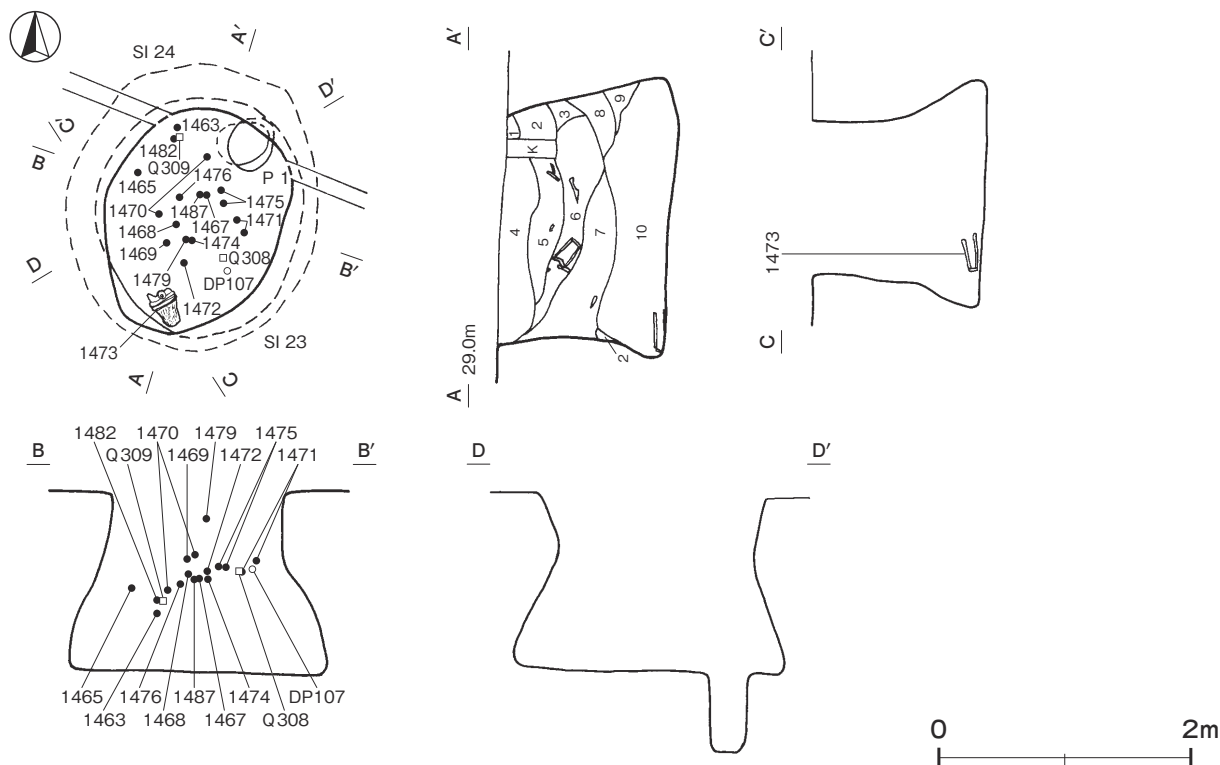 SI 24
A′
D′
C
B
1463
1482
Q309
1465
1476
P 1
1475
1470
1487
1471
1468
1467
1469
1474
Q308
1479
DP107
B′
D
1472
1473
SI 23
A
C
A′
1
2
3
8
9
K
4
5
6
7
10
2
A
29.0m
C′
1473
C
1482 1470 1479 1475
B Q309 1469 1472 1471 B′
1465 1476 1487 1474 DP107
1463 1468 1467 Q308
D D′
0 2m